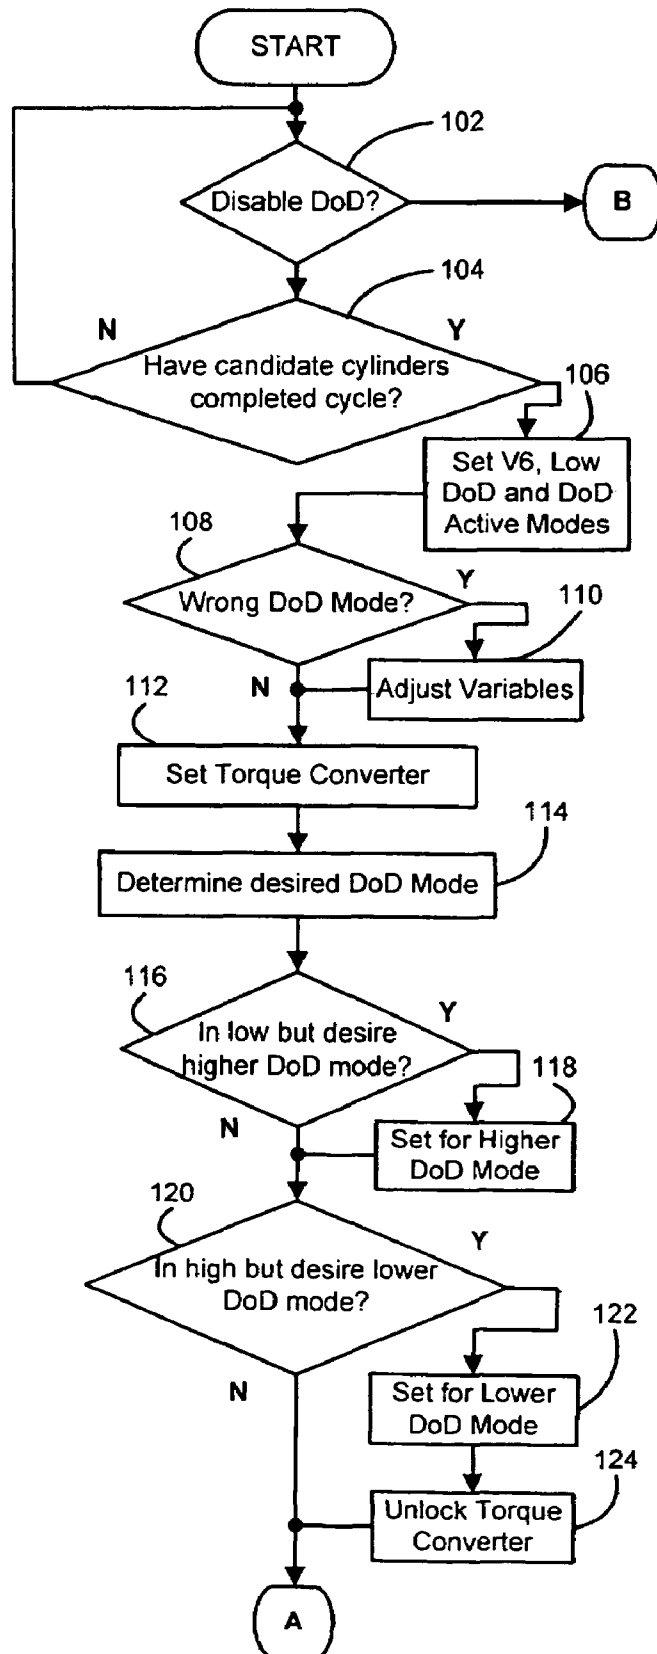 START
102
Disable DoD?
B
104
N
Y
Have candidate cylinders
completed cycle?
106
Set V6, Low
DoD and DoD
Active Modes
108
Wrong DoD Mode?
Y
110
N
Adjust Variables
112
Set Torque Converter
114
Determine desired DoD Mode
116
Y
In low but desire
higher DoD mode?
118
N
Set for Higher
DoD Mode
120
Y
In high but desire lower
DoD mode?
122
N
Set for Lower
DoD Mode
124
Unlock Torque
Converter
A